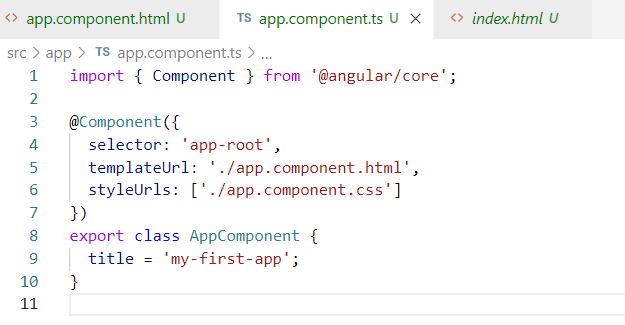 <> app.component.html U TS app.component.ts U × <> index.html U
src > app > TS app.component.ts > ...
1 import { Component } from '@angular/core';
2
3 @Component({
4   selector: 'app-root',
5   templateUrl: './app.component.html',
6   styleUrls: ['./app.component.css']
7 })
8 export class AppComponent {
9   title = 'my-first-app';
10 }
11